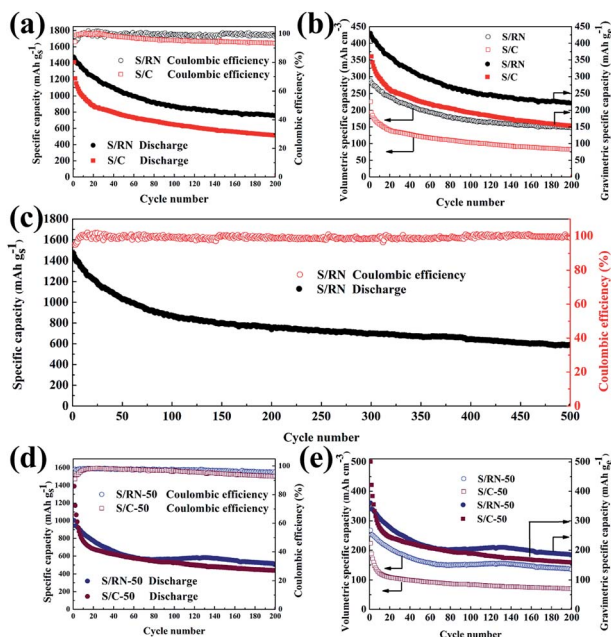 (a)
Specific capacity (mAh gs-1)
1800
1600
1400
1200
1000
800
600
400
200
0
S/RN Coulombic efficiency
S/C Coulombic efficiency
S/RN Discharge
S/C Discharge
0 20 40 60 80 100 120 140 160 180 200
Cycle number
100
80
60
40
20
0
Coulombic efficiency (%)
(b)
Volumetric specific capacity (mAh cm-3)
450
400
350
300
250
200
150
100
50
0
S/RN
S/C
S/RN
S/C
0 20 40 60 80 100 120 140 160 180 200
Cycle number
450
400
350
300
250
200
150
100
50
0
Gravimetric specific capacity (mAh ge-1)
(c)
Specific capacity (mAh gs-1)
1800
1600
1400
1200
1000
800
600
400
200
0
S/RN Coulombic efficiency
S/RN Discharge
0 50 100 150 200 250 300 350 400 450 500
Cycle number
100
80
60
40
20
0
Coulombic efficiency (%)
(d)
Specific capacity (mAh gs-1)
1600
1400
1200
1000
800
600
400
200
0
S/RN-50 Coulombic efficiency
S/C-50 Coulombic efficiency
S/RN-50 Discharge
S/C-50 Discharge
0 20 40 60 80 100 120 140 160 180 200
Cycle number
100
80
60
40
20
0
Coulombic efficiency (%)
(e)
Volumetric specific capacity (mAh cm-3)
500
400
300
200
100
0
S/RN-50
S/C-50
S/RN-50
S/C-50
0 20 40 60 80 100 120 140 160 180 200
Cycle number
500
400
300
200
100
0
Gravimetric specific capacity (mAh ge-1)